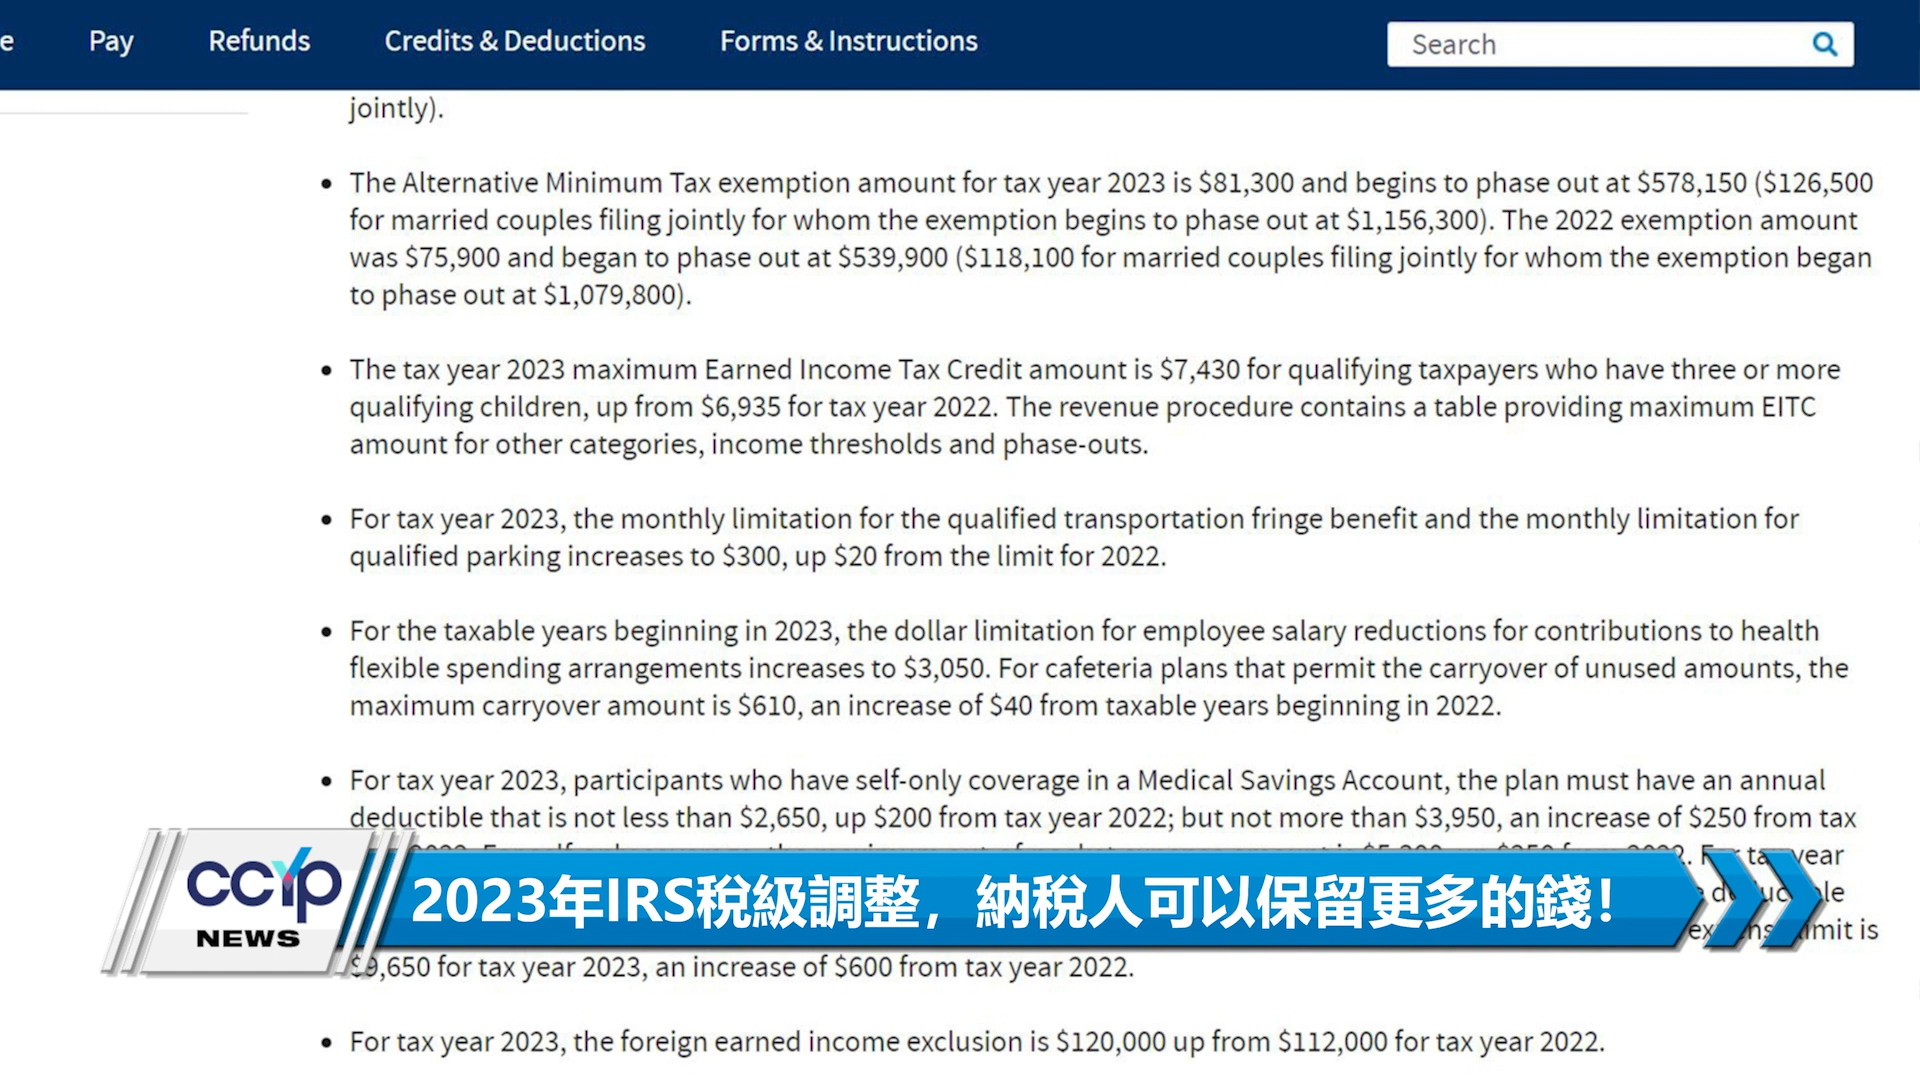 e Pay Refunds Credits & Deductions Forms & Instructions Search
jointly).
• The Alternative Minimum Tax exemption amount for tax year 2023 is $81,300 and begins to phase out at $578,150 ($126,500
for married couples filing jointly for whom the exemption begins to phase out at $1,156,300). The 2022 exemption amount
was $75,900 and began to phase out at $539,900 ($118,100 for married couples filing jointly for whom the exemption began
to phase out at $1,079,800).
• The tax year 2023 maximum Earned Income Tax Credit amount is $7,430 for qualifying taxpayers who have three or more
qualifying children, up from $6,935 for tax year 2022. The revenue procedure contains a table providing maximum EITC
amount for other categories, income thresholds and phase-outs.
• For tax year 2023, the monthly limitation for the qualified transportation fringe benefit and the monthly limitation for
qualified parking increases to $300, up $20 from the limit for 2022.
• For the taxable years beginning in 2023, the dollar limitation for employee salary reductions for contributions to health
flexible spending arrangements increases to $3,050. For cafeteria plans that permit the carryover of unused amounts, the
maximum carryover amount is $610, an increase of $40 from taxable years beginning in 2022.
• For tax year 2023, participants who have self-only coverage in a Medical Savings Account, the plan must have an annual
deductible that is not less than $2,650, up $200 from tax year 2022; but not more than $3,950, an increase of $250 from tax
year
CCYP
NEWS
2023年IRS稅級調整，納稅人可以保留更多的錢！
limit is
$9,650 for tax year 2023, an increase of $600 from tax year 2022.
• For tax year 2023, the foreign earned income exclusion is $120,000 up from $112,000 for tax year 2022.